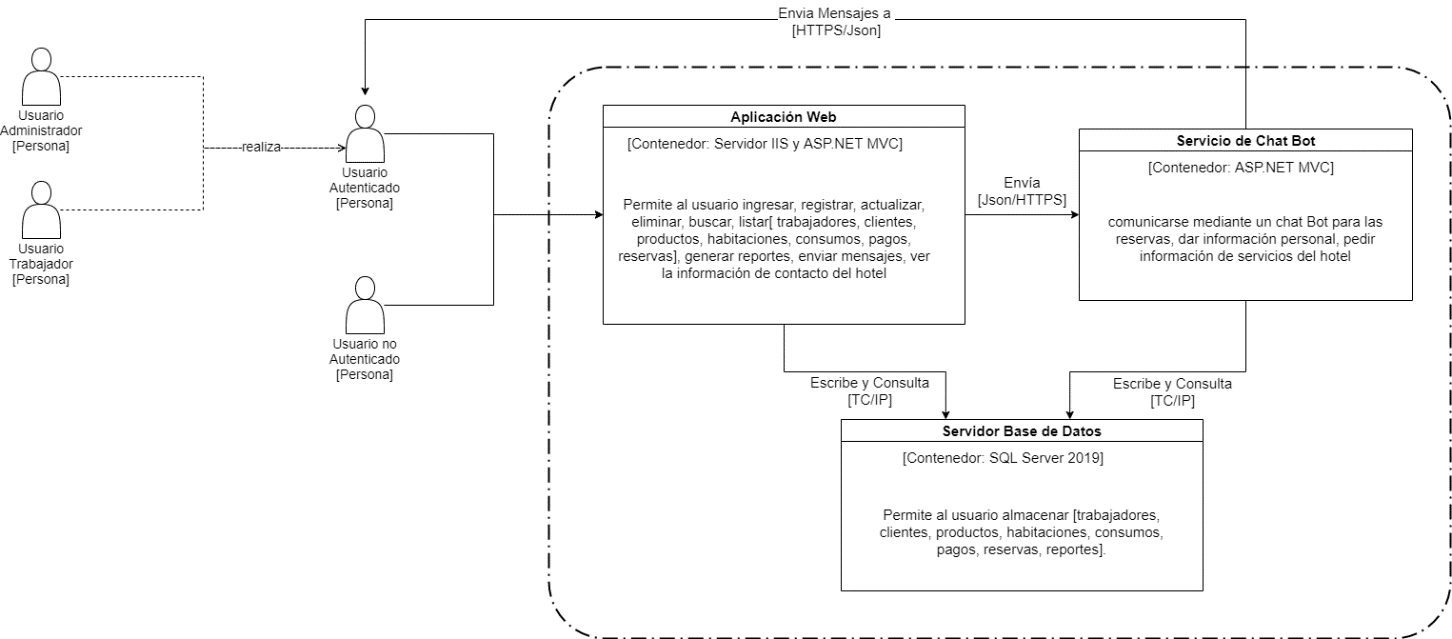 Envia Mensajes a
[HTTPS/Json]
Usuario
Administrador
[Persona]
realiza
Usuario
Autenticado
[Persona]
Usuario
Trabajador
[Persona]
Usuario no
Autenticado
[Persona]
Aplicación Web
[Contenedor: Servidor IIS y ASP.NET MVC]
Permite al usuario ingresar, registrar, actualizar,
eliminar, buscar, listar[ trabajadores, clientes,
productos, habitaciones, consumos, pagos,
reservas], generar reportes, enviar mensajes, ver
la información de contacto del hotel
Envía
[Json/HTTPS]
Servicio de Chat Bot
[Contenedor: ASP.NET MVC]
comunicarse mediante un chat Bot para las
reservas, dar información personal, pedir
información de servicios del hotel
Escribe y Consulta
[TC/IP]
Escribe y Consulta
[TC/IP]
Servidor Base de Datos
[Contenedor: SQL Server 2019]
Permite al usuario almacenar [trabajadores,
clientes, productos, habitaciones, consumos,
pagos, reservas, reportes].